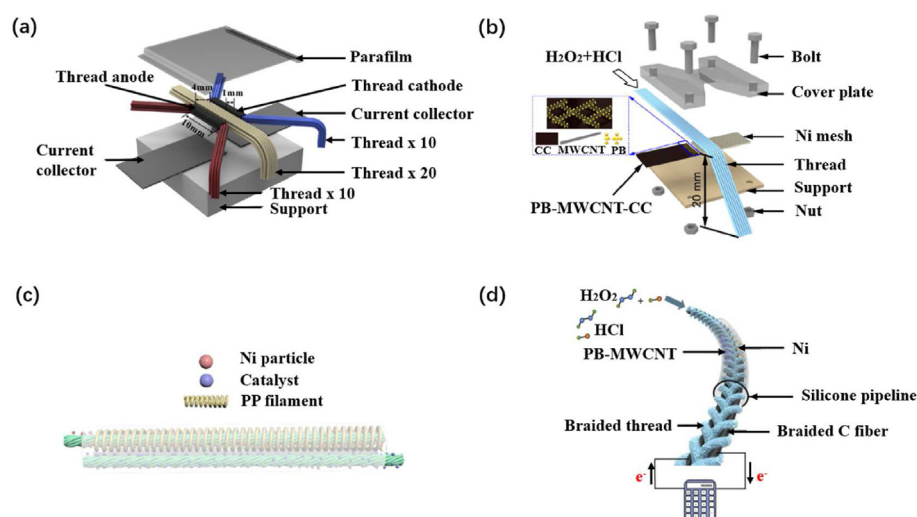 (a)
Parafilm
Thread anode
Thread cathode
4mm
1mm
10mm
Current collector
Current
collector
Thread x 10
Thread x 20
Thread x 10
Support
(b)
H2O2+HCl
Bolt
Cover plate
CC MWCNT PB
Ni mesh
Thread
Support
20 mm
PB-MWCNT-CC
Nut
(c)
Ni particle
Catalyst
PP filament
(d)
H2O2 +
HCl
PB-MWCNT
Ni
Silicone pipeline
Braided thread
Braided C fiber
e-
e-